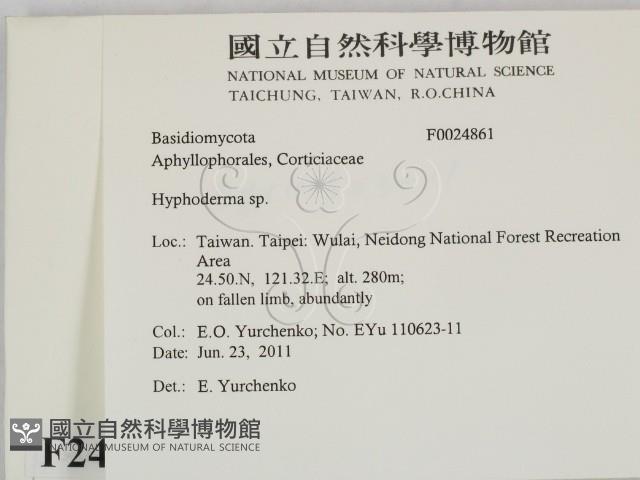 國立自然科學博物館
NATIONAL MUSEUM OF NATURAL SCIENCE
TAICHUNG, TAIWAN, R.O.CHINA
Basidiomycota F0024861
Aphyllophorales, Corticiaceae
Hyphoderma sp.
Loc.: Taiwan. Taipei: Wulai, Neidong National Forest Recreation
Area
24.50.N, 121.32.E; alt. 280m;
on fallen limb, abundantly
Col.: E.O. Yurchenko; No. EYu 110623-11
Date: Jun. 23, 2011
Det.: E. Yurchenko
國立自然科學博物館
NATIONAL MUSEUM OF NATURAL SCIENCE
F24